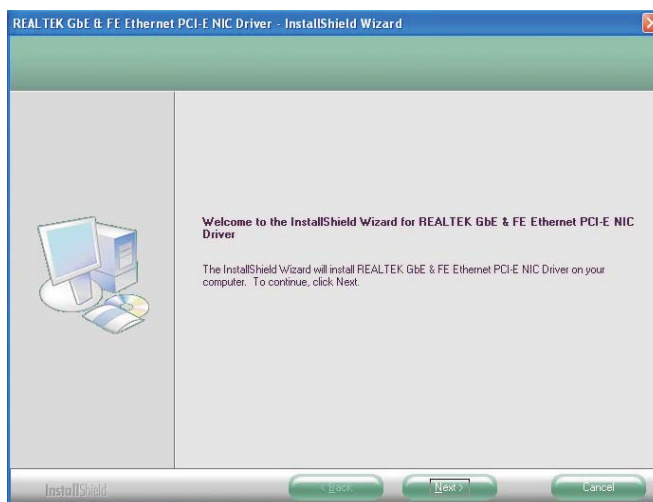 REALTEK GbE & FE Ethernet PCI-E NIC Driver - InstallShield Wizard
Welcome to the InstallShield Wizard for REALTEK GbE & FE Ethernet PCI-E NIC
Driver
The InstallShield Wizard will install REALTEK GbE & FE Ethernet PCI-E NIC Driver on your
computer. To continue, click Next.
InstallShield
< Back
Next >
Cancel